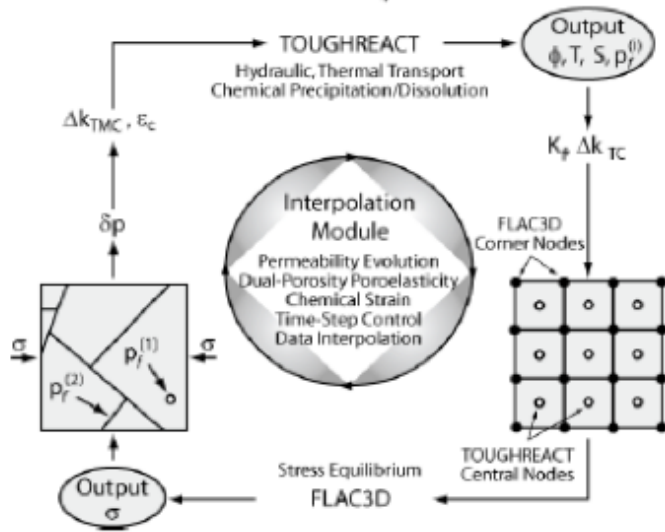 TOUGHREACT
Hydraulic, Thermal Transport
Chemical Precipitation/Dissolution
Output
ϕ, T, S, p_f^(i)
K_f, Δk_TC
FLAC3D
Corner Nodes
TOUGHREACT
Central Nodes
Stress Equilibrium
FLAC3D
Output
σ
σ
p_f^(1)
p_f^(2)
σ
δp
Δk_TMC, ε_c
Interpolation
Module
Permeability Evolution
Dual-Porosity Poroelasticity
Chemical Strain
Time-Step Control
Data Interpolation